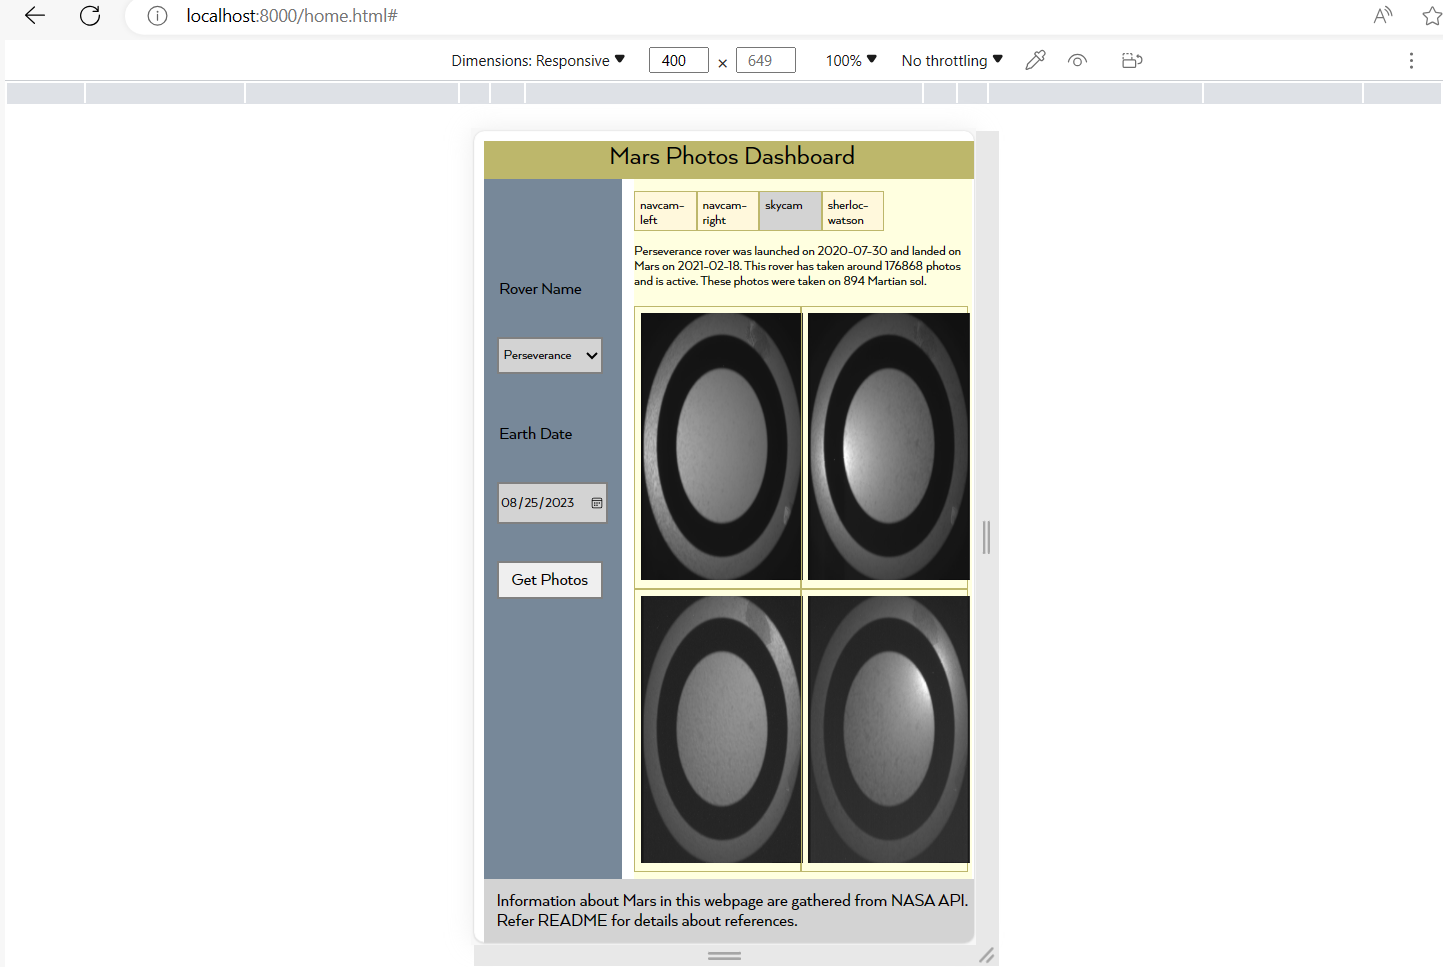 localhost:8000/home.html#
Dimensions: Responsive 400 × 649 100% No throttling
Mars Photos Dashboard
navcam-
left
navcam-
right
skycam
sherloc-
watson
Perseverance rover was launched on 2020-07-30 and landed on
Mars on 2021-02-18. This rover has taken around 176868 photos
and is active. These photos were taken on 894 Martian sol.
Rover Name
Perseverance
Earth Date
08/25/2023
Get Photos
Information about Mars in this webpage are gathered from NASA API.
Refer README for details about references.